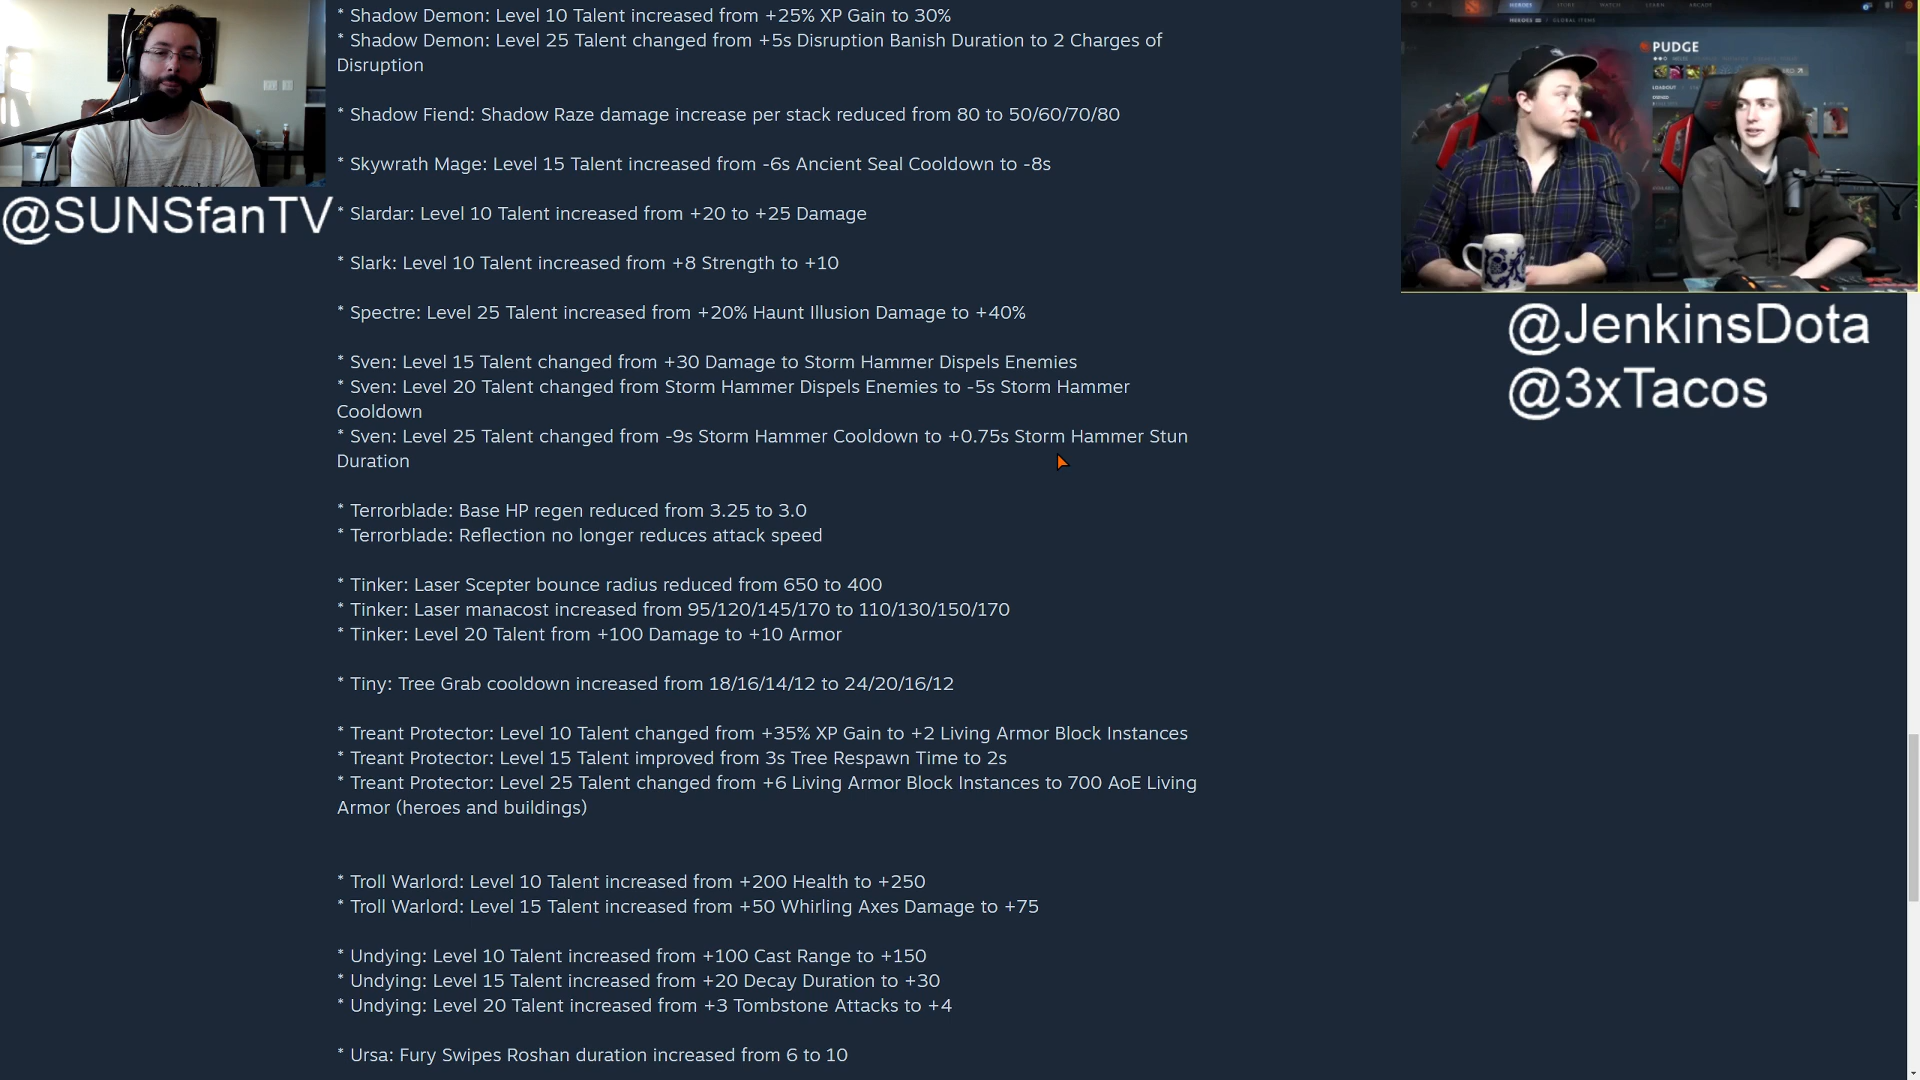 * Shadow Demon: Level 10 Talent increased from +25% XP Gain to 30%
* Shadow Demon: Level 25 Talent changed from +5s Disruption Banish Duration to 2 Charges of
Disruption
* Shadow Fiend: Shadow Raze damage increase per stack reduced from 80 to 50/60/70/80
* Skywrath Mage: Level 15 Talent increased from -6s Ancient Seal Cooldown to -8s
* Slardar: Level 10 Talent increased from +20 to +25 Damage
* Slark: Level 10 Talent increased from +8 Strength to +10
* Spectre: Level 25 Talent increased from +20% Haunt Illusion Damage to +40%
* Sven: Level 15 Talent changed from +30 Damage to Storm Hammer Dispels Enemies
* Sven: Level 20 Talent changed from Storm Hammer Dispels Enemies to -5s Storm Hammer
Cooldown
* Sven: Level 25 Talent changed from -9s Storm Hammer Cooldown to +0.75s Storm Hammer Stun
Duration
* Terrorblade: Base HP regen reduced from 3.25 to 3.0
* Terrorblade: Reflection no longer reduces attack speed
* Tinker: Laser Scepter bounce radius reduced from 650 to 400
* Tinker: Laser manacost increased from 95/120/145/170 to 110/130/150/170
* Tinker: Level 20 Talent from +100 Damage to +10 Armor
* Tiny: Tree Grab cooldown increased from 18/16/14/12 to 24/20/16/12
* Treant Protector: Level 10 Talent changed from +35% XP Gain to +2 Living Armor Block Instances
* Treant Protector: Level 15 Talent improved from 3s Tree Respawn Time to 2s
* Treant Protector: Level 25 Talent changed from +6 Living Armor Block Instances to 700 AoE Living
Armor (heroes and buildings)
* Troll Warlord: Level 10 Talent increased from +200 Health to +250
* Troll Warlord: Level 15 Talent increased from +50 Whirling Axes Damage to +75
* Undying: Level 10 Talent increased from +100 Cast Range to +150
* Undying: Level 15 Talent increased from +20 Decay Duration to +30
* Undying: Level 20 Talent increased from +3 Tombstone Attacks to +4
* Ursa: Fury Swipes Roshan duration increased from 6 to 10
@SUNSfanTV
HEROES
GLOBAL ITEMS
PUDGE
LOADOUT
@JenkinsDota
@3xTacos